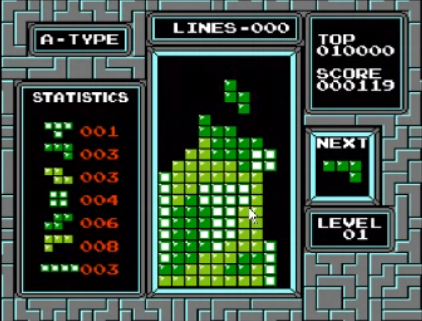 LINES-000
A-TYPE
TOP
010000
SCORE
000119
STATISTICS
001
003
003
004
006
008
003
NEXT
LEVEL
01